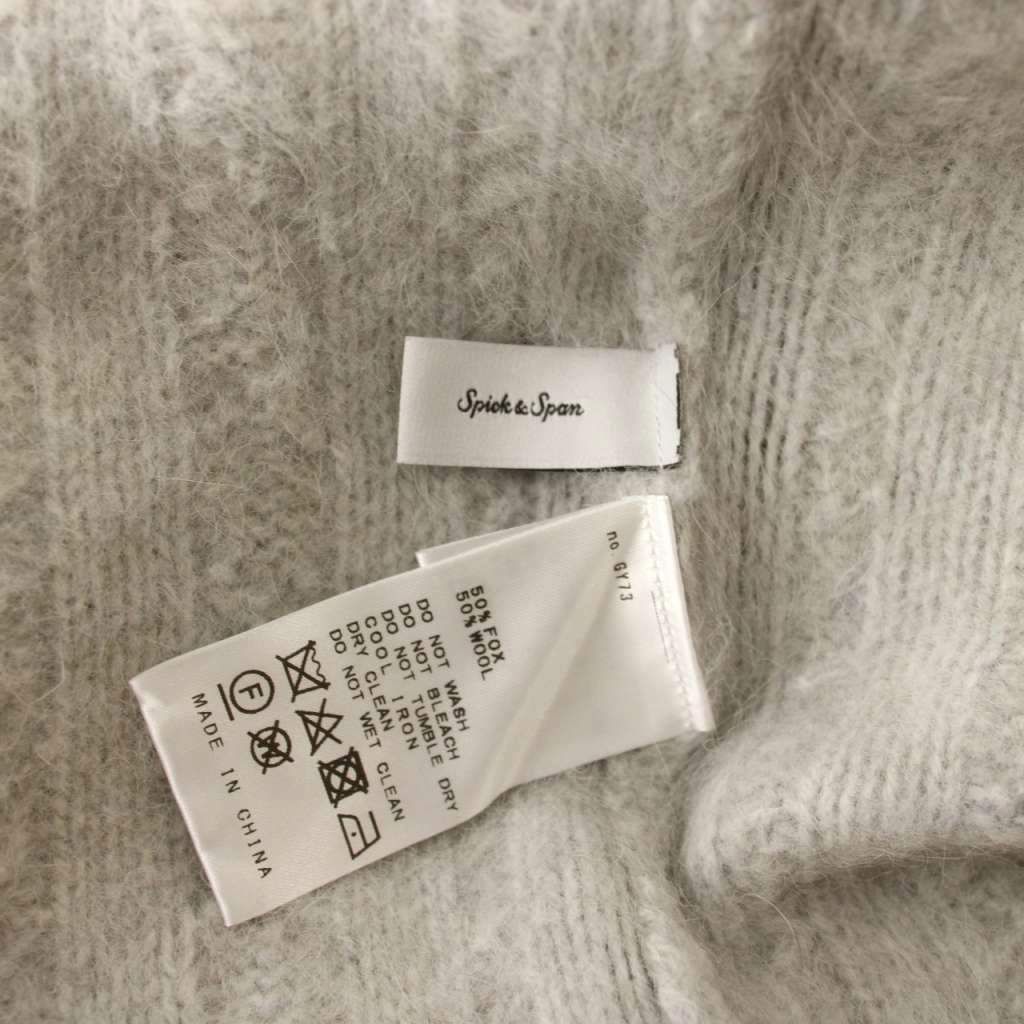 Spick & Span
no. GY73
50% FOX
50% WOOL
DO NOT WASH
DO NOT BLEACH
DO NOT TUMBLE DRY
COOL IRON
DRY CLEAN
DO NOT WET CLEAN
F W
MADE IN CHINA